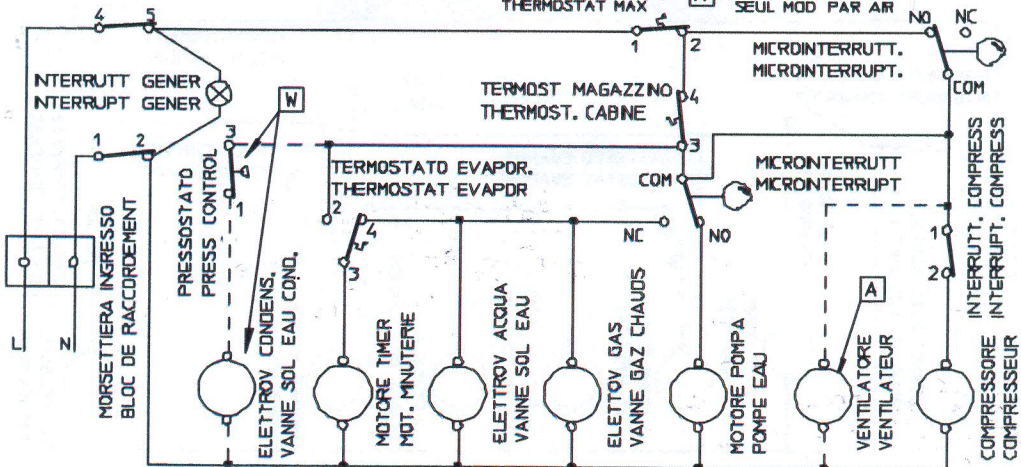 THERMOSTAT MAX
SEUL MOD PAR AIR
4
5
1
2
NO
NC
MICROINTERRUTT.
MICROINTERRUPT.
COM
INTERRUTT GENER
INTERRUPT GENER
W
TERMOST MAGAZZINO
THERMOST. CABINE
4
3
1
2
3
1
PRESSOSTATO
PRESS CONTROL
TERMOSTATO EVAPOR.
THERMOSTAT EVAPOR
2
4
3
COM
MICROINTERRUTT
MICROINTERRUPT
NC
NO
1
2
INTERRUTT. COMPRESS
INTERRUPT. COMPRESS
L
N
MORSETTIERA INGRESSO
BLOC DE RACCORDEMENT
ELETTROV CONDENS.
VANNE SOL EAU COND.
MOTORE TIMER
MOT. MINUTERIE
ELETTROV ACQUA
VANNE SOL EAU
ELETTOV GAS
VANNE GAZ CHAUDS
MOTORE POMPA
POMPE EAU
A
VENTILATORE
VENTILATEUR
COMPRESSORE
COMPRESSEUR